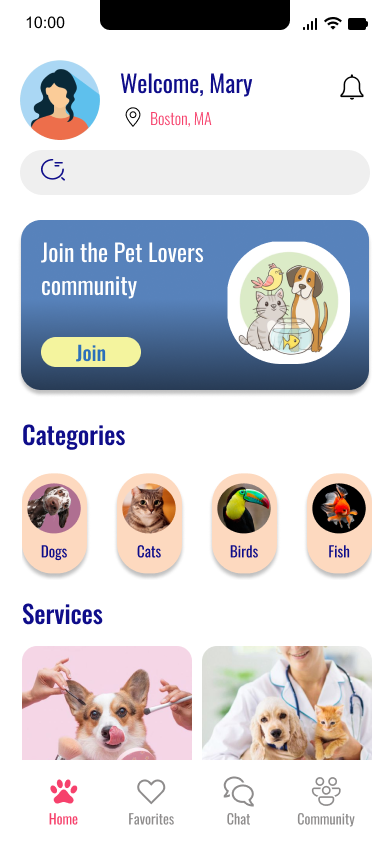 10:00
Welcome, Mary
Boston, MA
Join the Pet Lovers
community
Join
Categories
Dogs
Cats
Birds
Fish
Services
Home
Favorites
Chat
Community